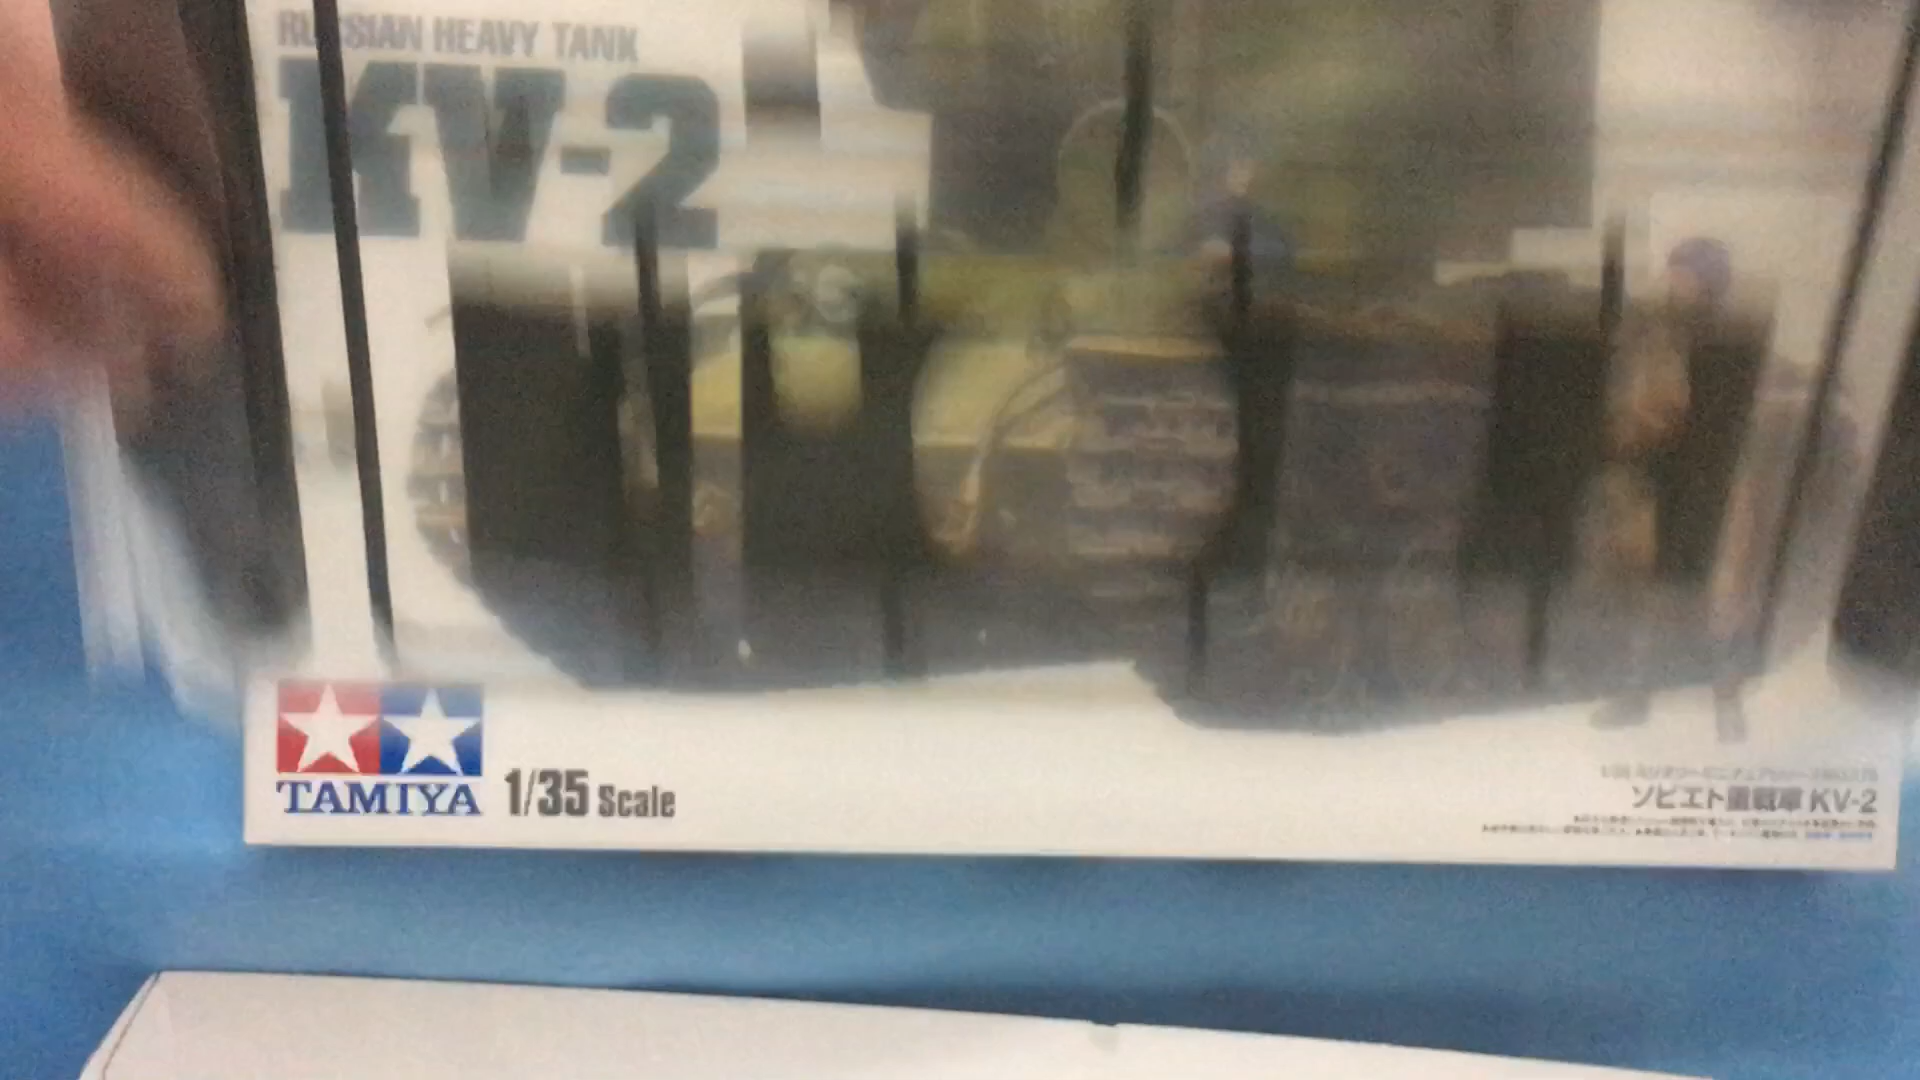 RUSSIAN HEAVY TANK
KV-2
TAMIYA
1/35 Scale
ソビエト重戦車 KV-2